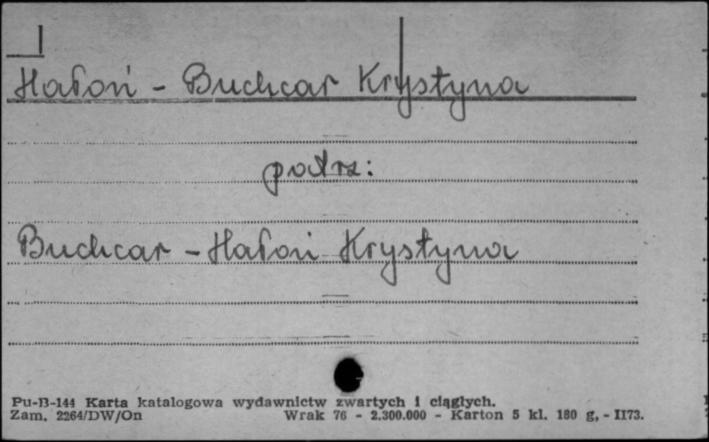 Hałoń - Buchcar Krystyna
patrz:
Buchcar - Hałoń Krystyna
Pu-B-144 Karta katalogowa wydawnictw zwartych i ciągłych.
Zam. 2264/DW/On Wrak 76 - 2.300.000 - Karton 5 kl. 180 g, - II73.